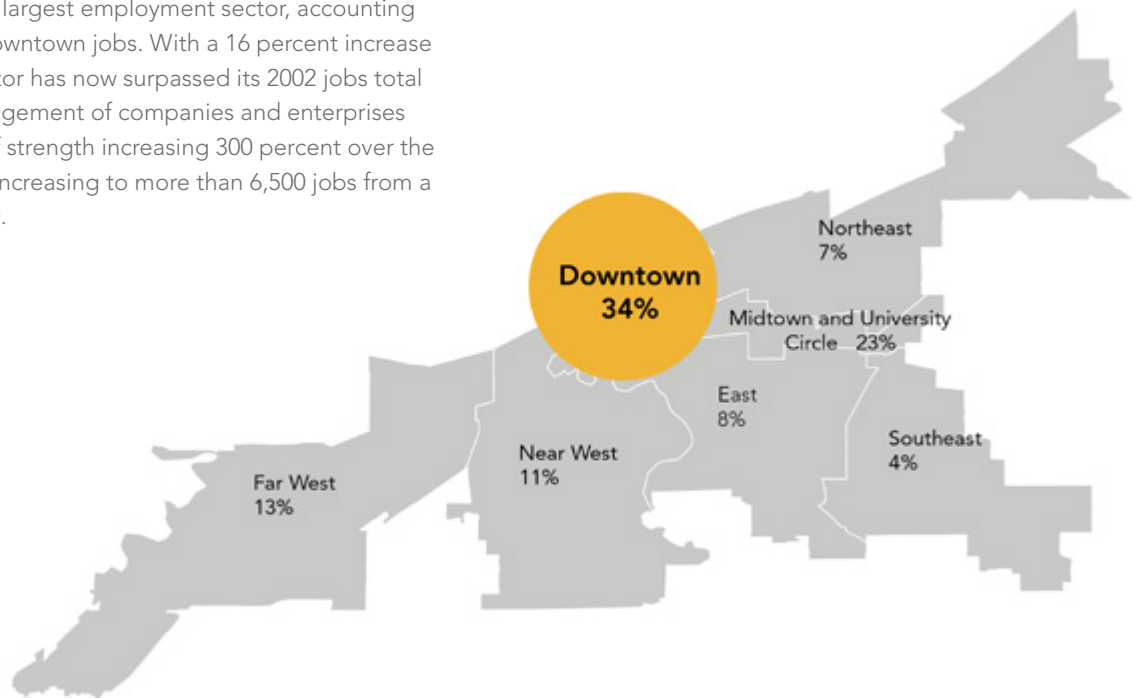 largest employment sector, accounting
owntown jobs. With a 16 percent increase
tor has now surpassed its 2002 jobs total
gement of companies and enterprises
f strength increasing 300 percent over the
ncreasing to more than 6,500 jobs from a
Northeast
7%
Downtown
34%
Midtown and University
Circle 23%
East
8%
Southeast
4%
Near West
11%
Far West
13%